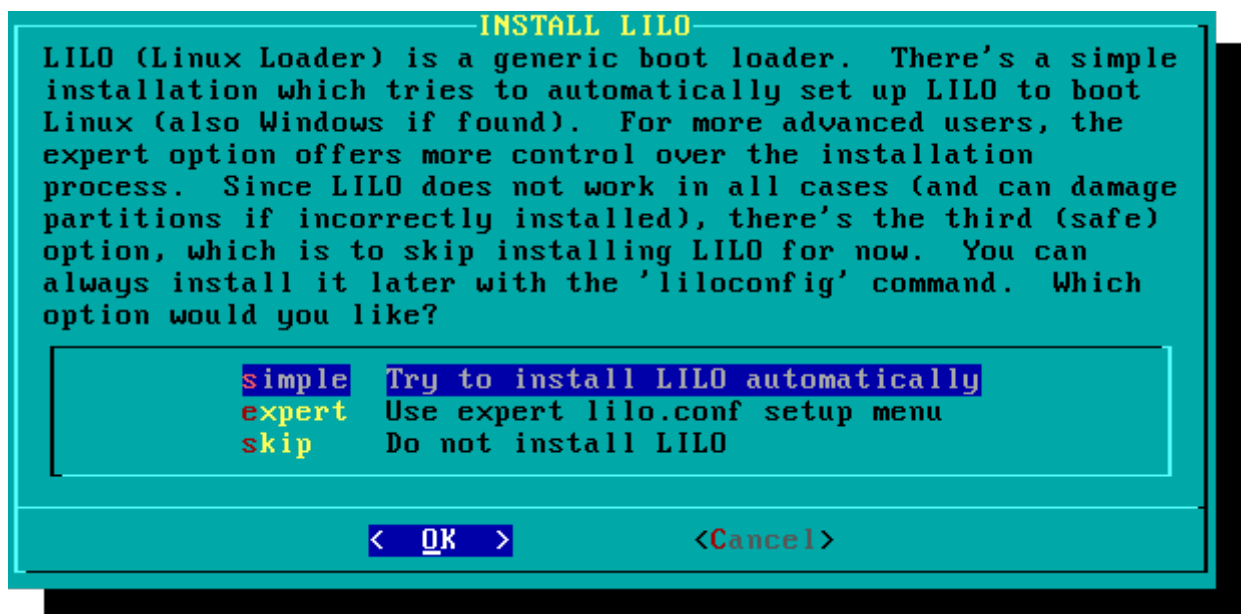 INSTALL LILO
LILO (Linux Loader) is a generic boot loader.  There's a simple
installation which tries to automatically set up LILO to boot
Linux (also Windows if found).  For more advanced users, the
expert option offers more control over the installation
process.  Since LILO does not work in all cases (and can damage
partitions if incorrectly installed), there's the third (safe)
option, which is to skip installing LILO for now.  You can
always install it later with the 'liloconfig' command.  Which
option would you like?
simple  Try to install LILO automatically
expert  Use expert lilo.conf setup menu
skip    Do not install LILO
<  OK  >          <Cancel>